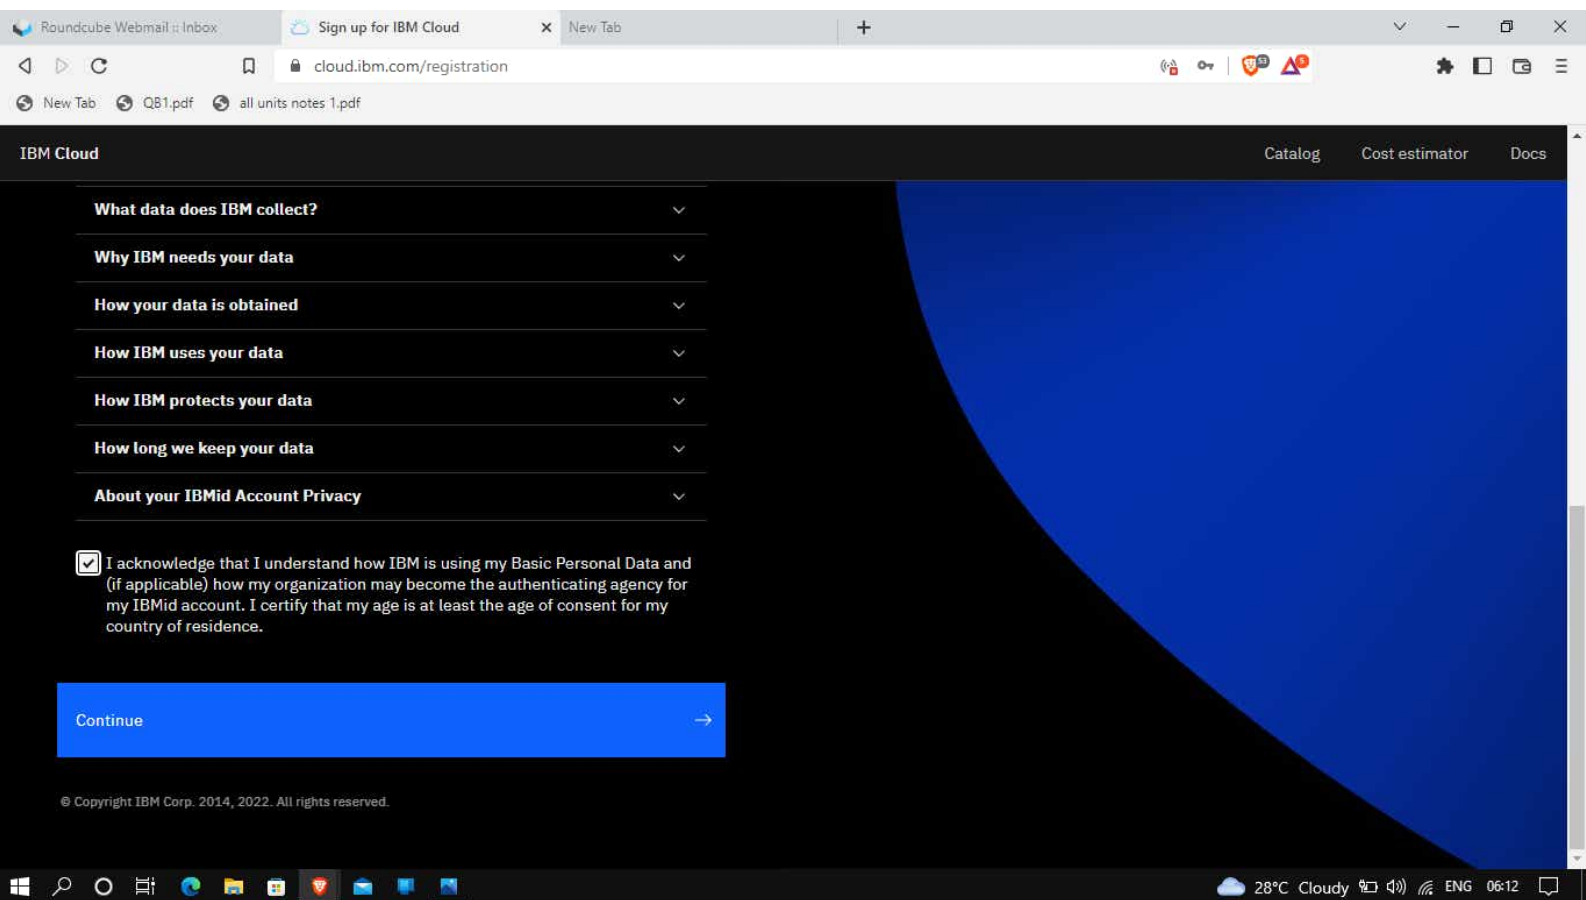 Roundcube Webmail :: Inbox
Sign up for IBM Cloud
New Tab
cloud.ibm.com/registration
53
5
New Tab
QB1.pdf
all units notes 1.pdf
IBM Cloud
Catalog
Cost estimator
Docs
What data does IBM collect?
Why IBM needs your data
How your data is obtained
How IBM uses your data
How IBM protects your data
How long we keep your data
About your IBMid Account Privacy
I acknowledge that I understand how IBM is using my Basic Personal Data and
(if applicable) how my organization may become the authenticating agency for
my IBMid account. I certify that my age is at least the age of consent for my
country of residence.
Continue
© Copyright IBM Corp. 2014, 2022. All rights reserved.
28°C Cloudy
ENG
06:12